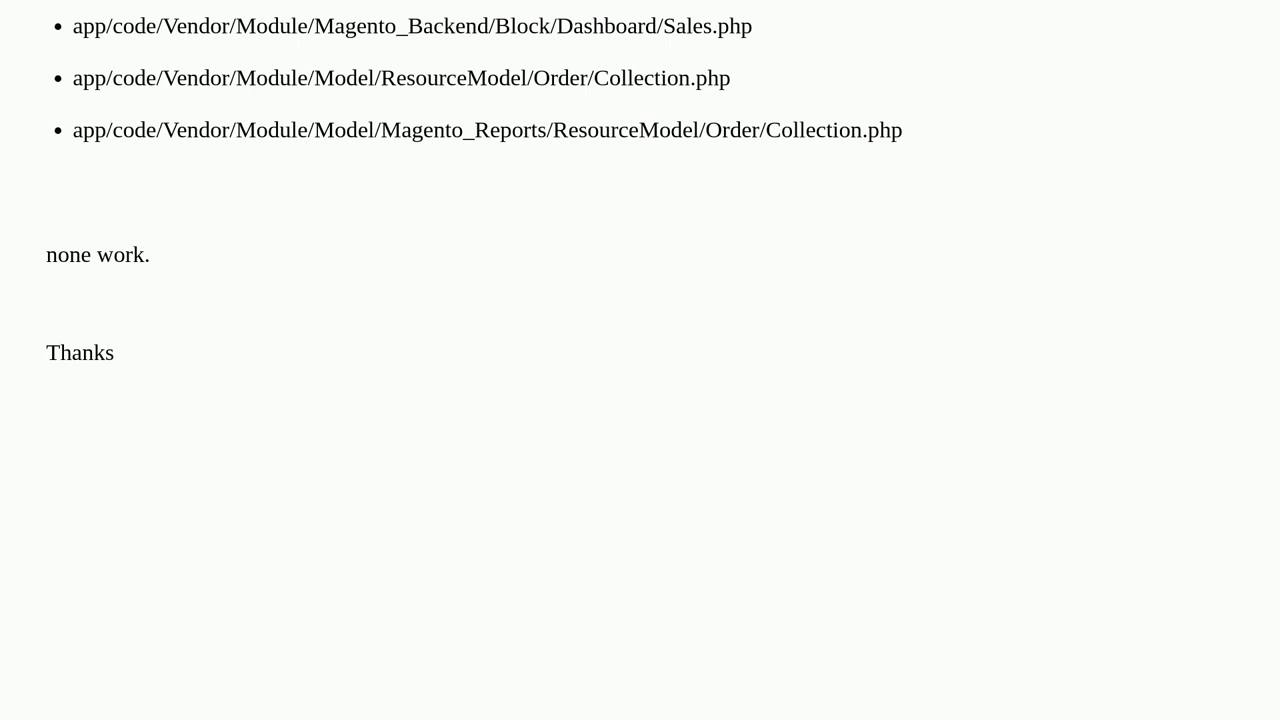 • app/code/Vendor/Module/Magento_Backend/Block/Dashboard/Sales.php
• app/code/Vendor/Module/Model/ResourceModel/Order/Collection.php
• app/code/Vendor/Module/Model/Magento_Reports/ResourceModel/Order/Collection.php
none work.
Thanks